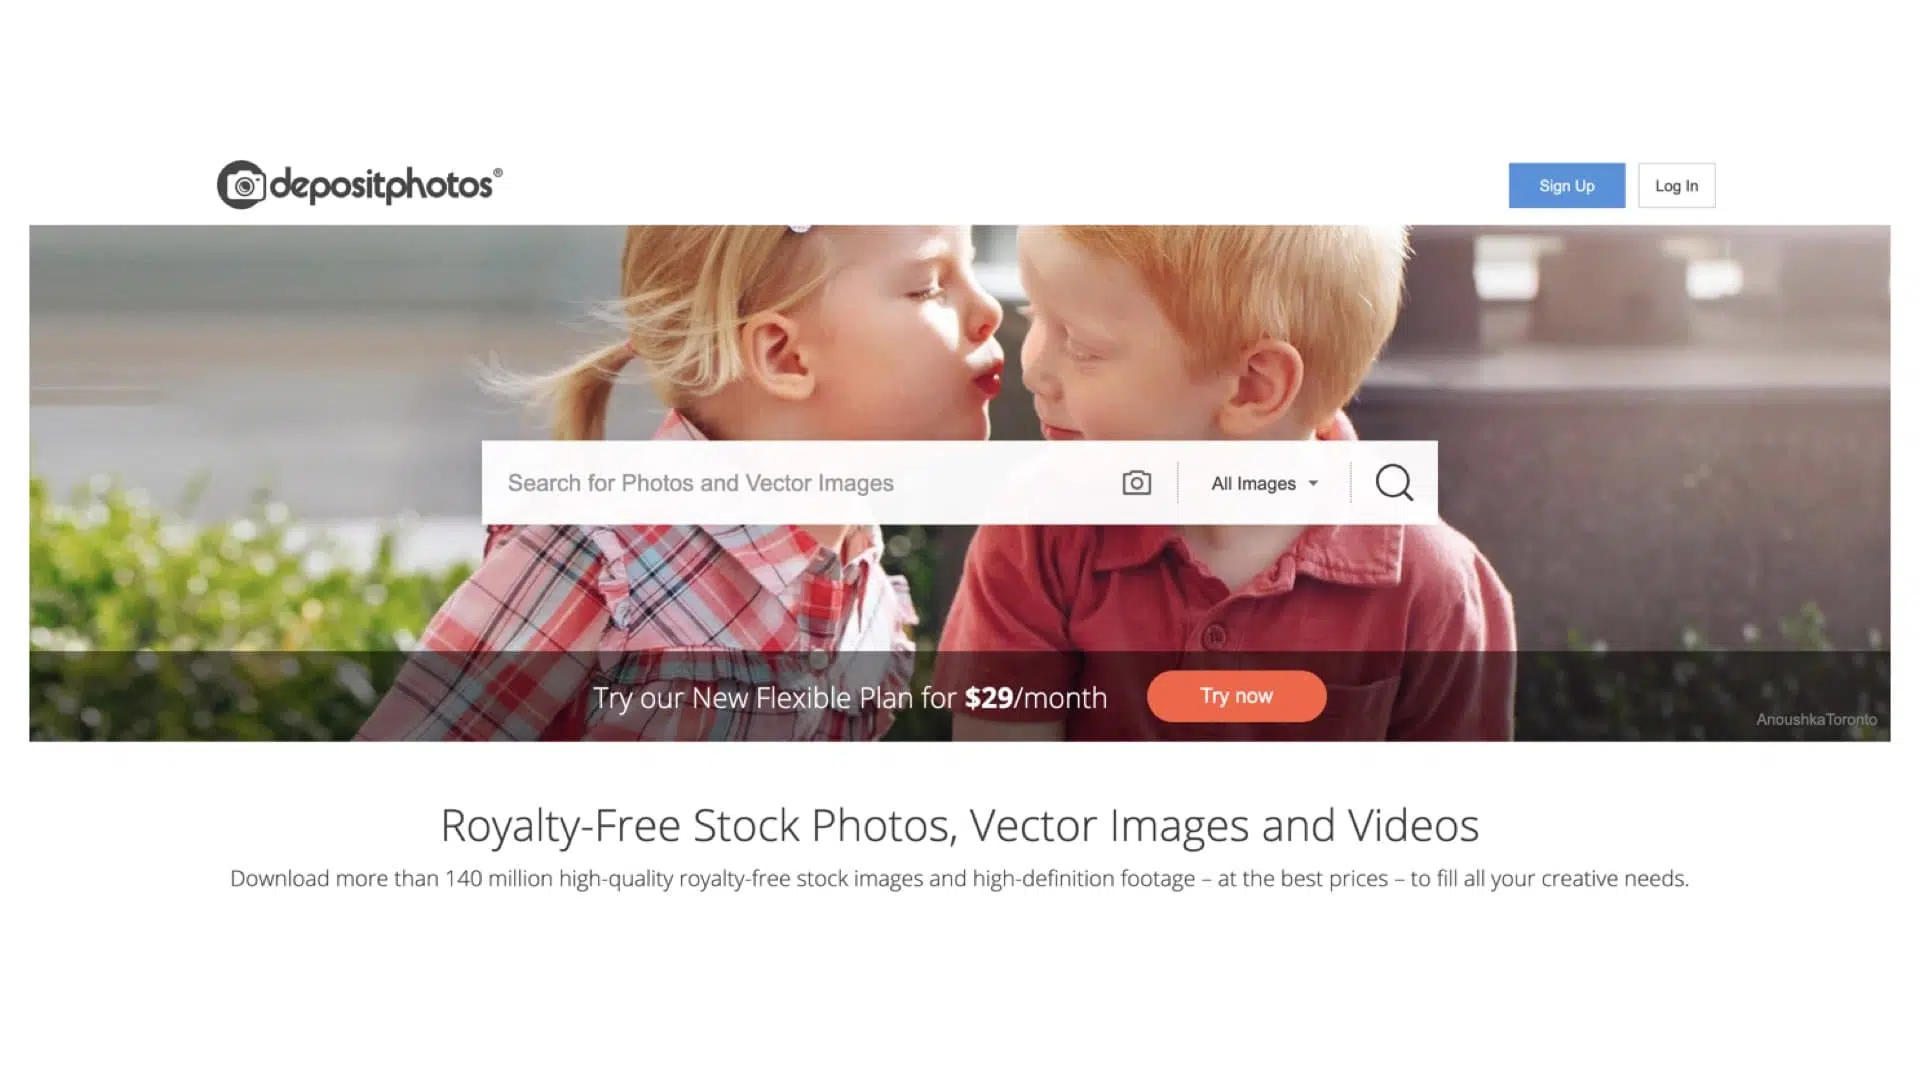 depositphotos®
Sign Up
Log In
Search for Photos and Vector Images
All Images
Try our New Flexible Plan for $29/month
Try now
AnoushkaToronto
Royalty-Free Stock Photos, Vector Images and Videos
Download more than 140 million high-quality royalty-free stock images and high-definition footage – at the best prices – to fill all your creative needs.